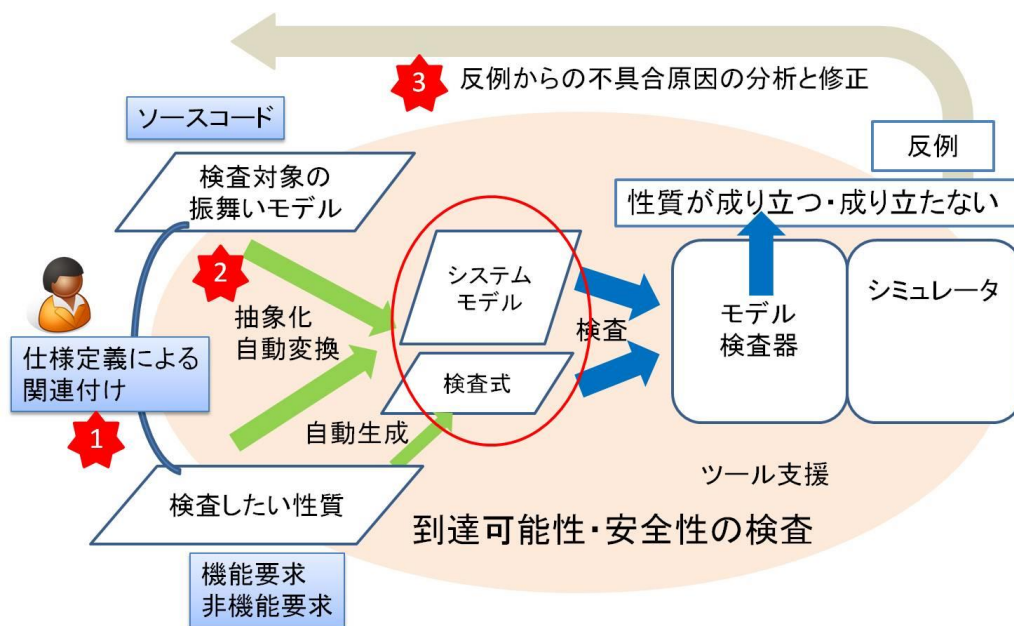 3
反例からの不具合原因の分析と修正
ソースコード
反例
検査対象の
振舞いモデル
性質が成り立つ・成り立たない
2
システム
モデル
シミュレータ
抽象化
自動変換
検査
モデル
検査器
仕様定義による
関連付け
検査式
1
自動生成
検査したい性質
ツール支援
到達可能性・安全性の検査
機能要求
非機能要求